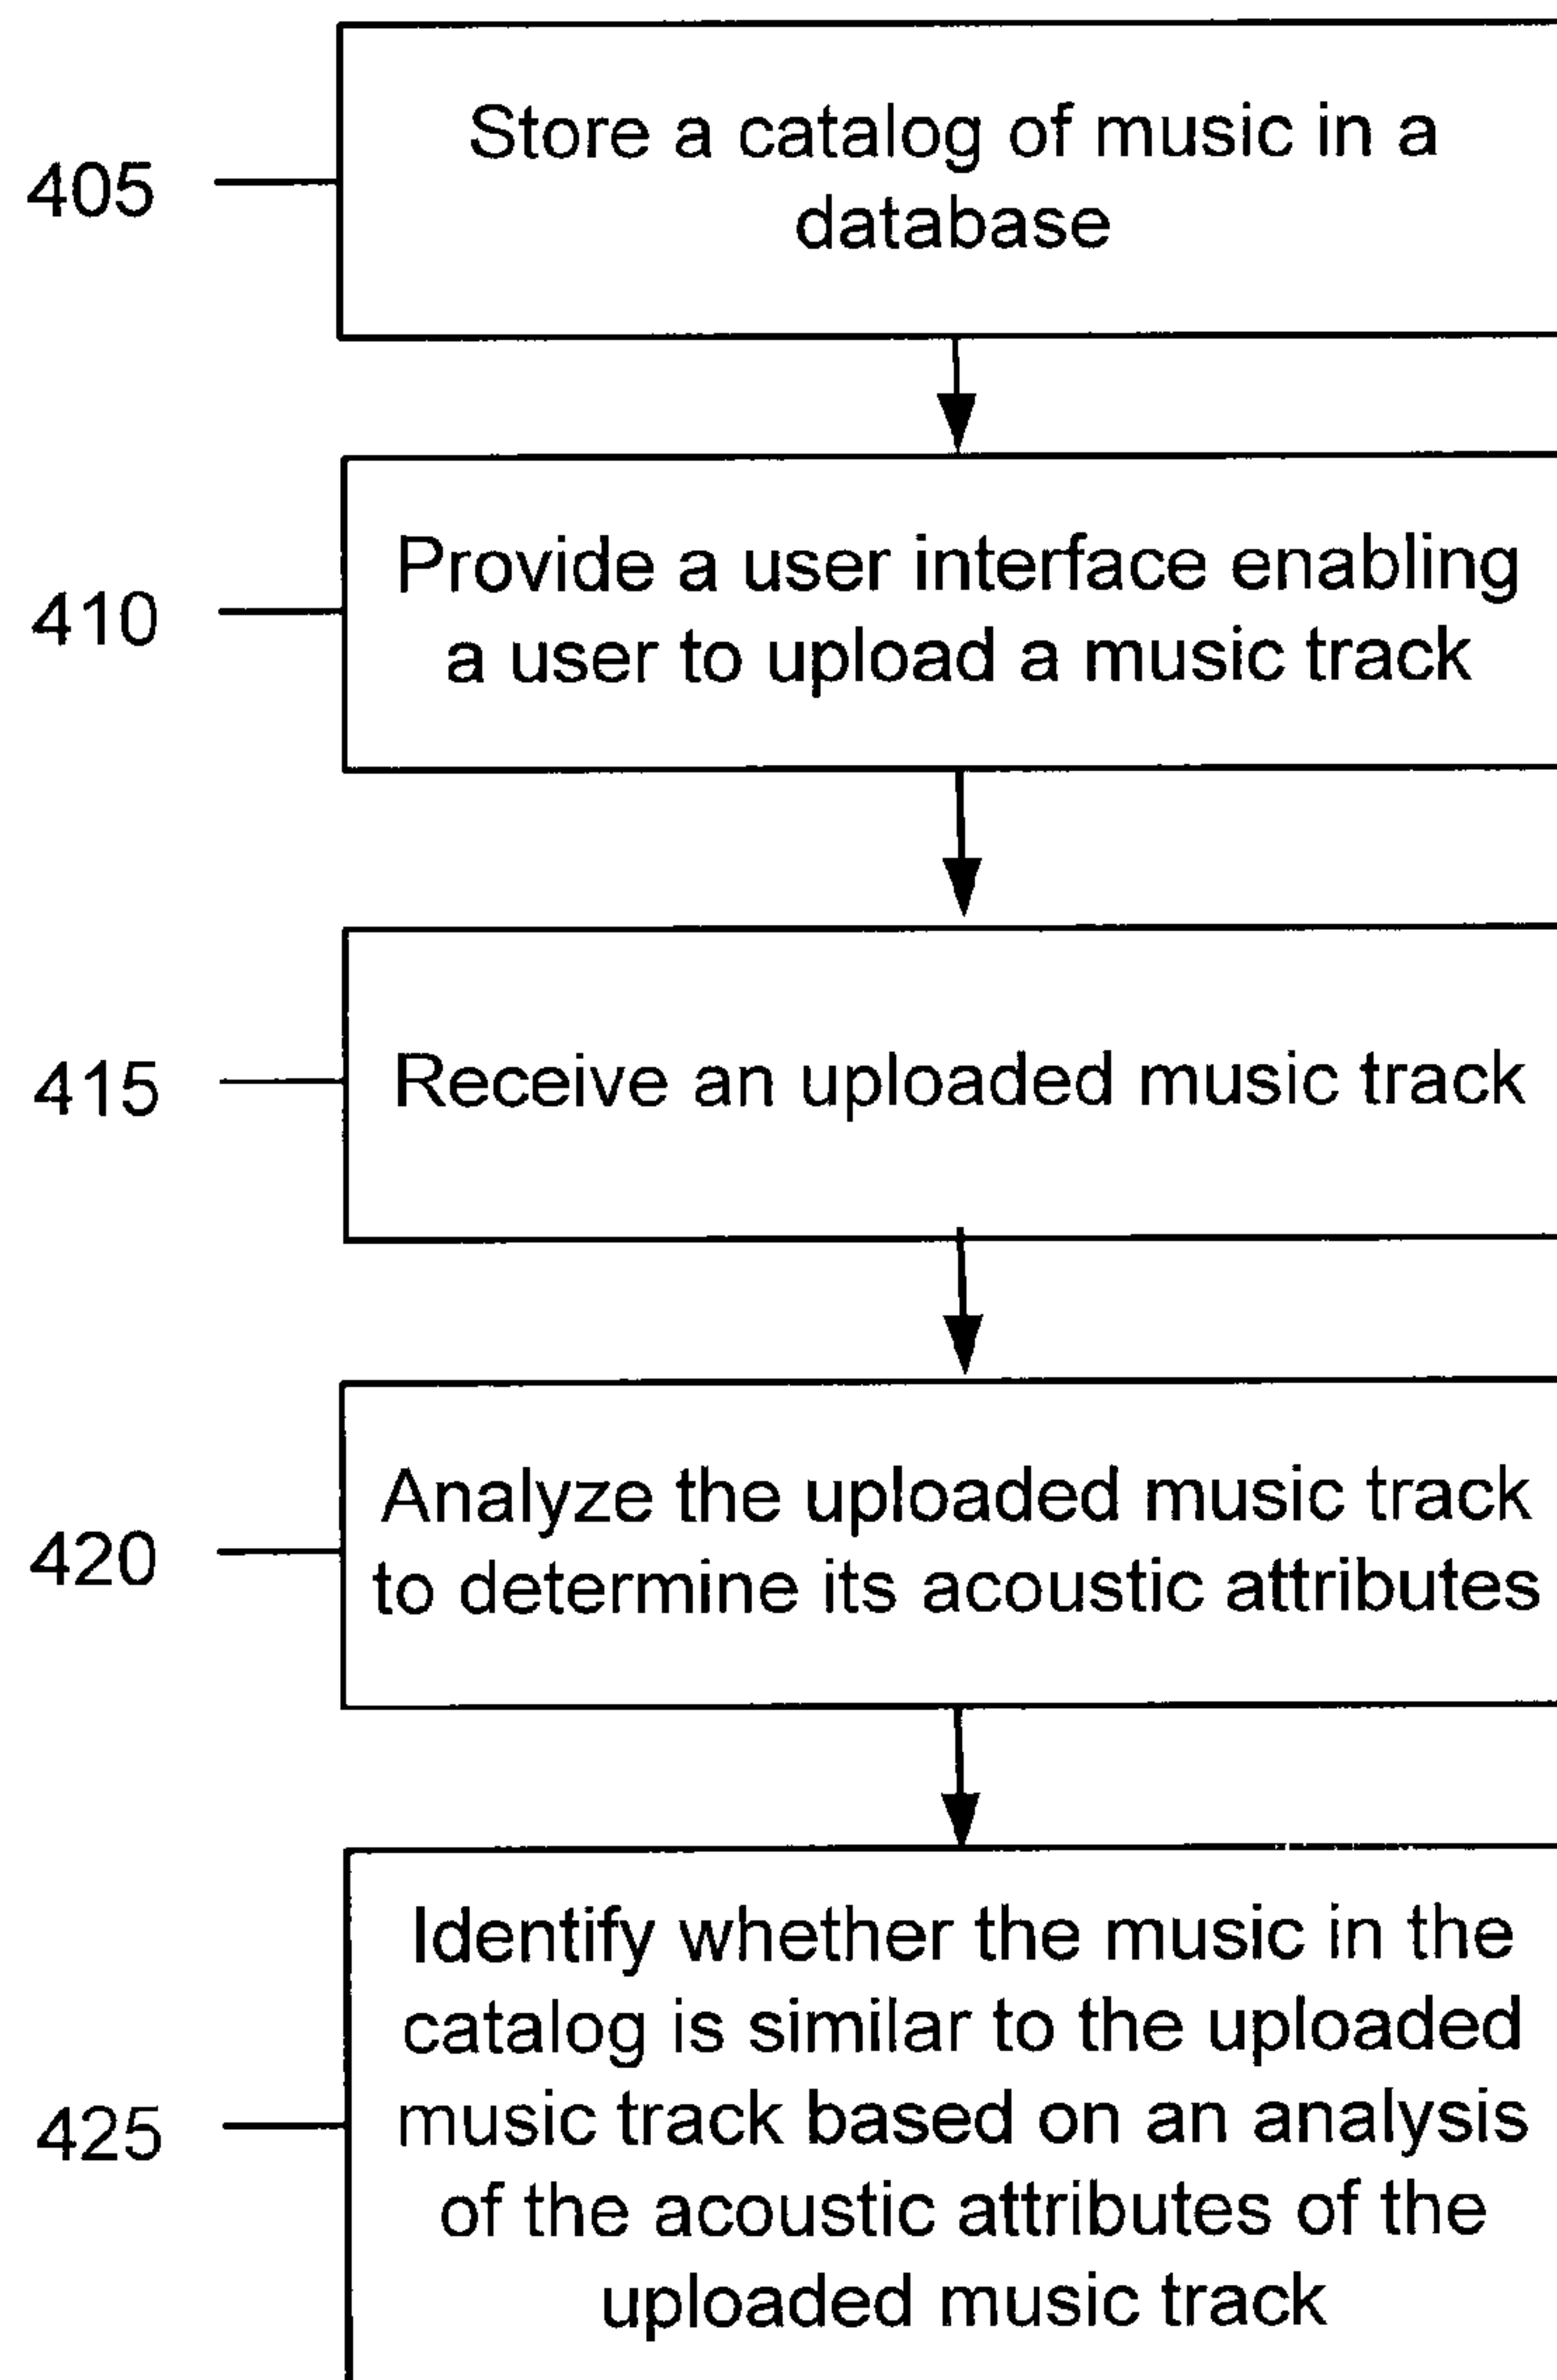 405
Store a catalog of music in a
database
410
Provide a user interface enabling
a user to upload a music track
415
Receive an uploaded music track
420
Analyze the uploaded music track
to determine its acoustic attributes
425
Identify whether the music in the
catalog is similar to the uploaded
music track based on an analysis
of the acoustic attributes of the
uploaded music track